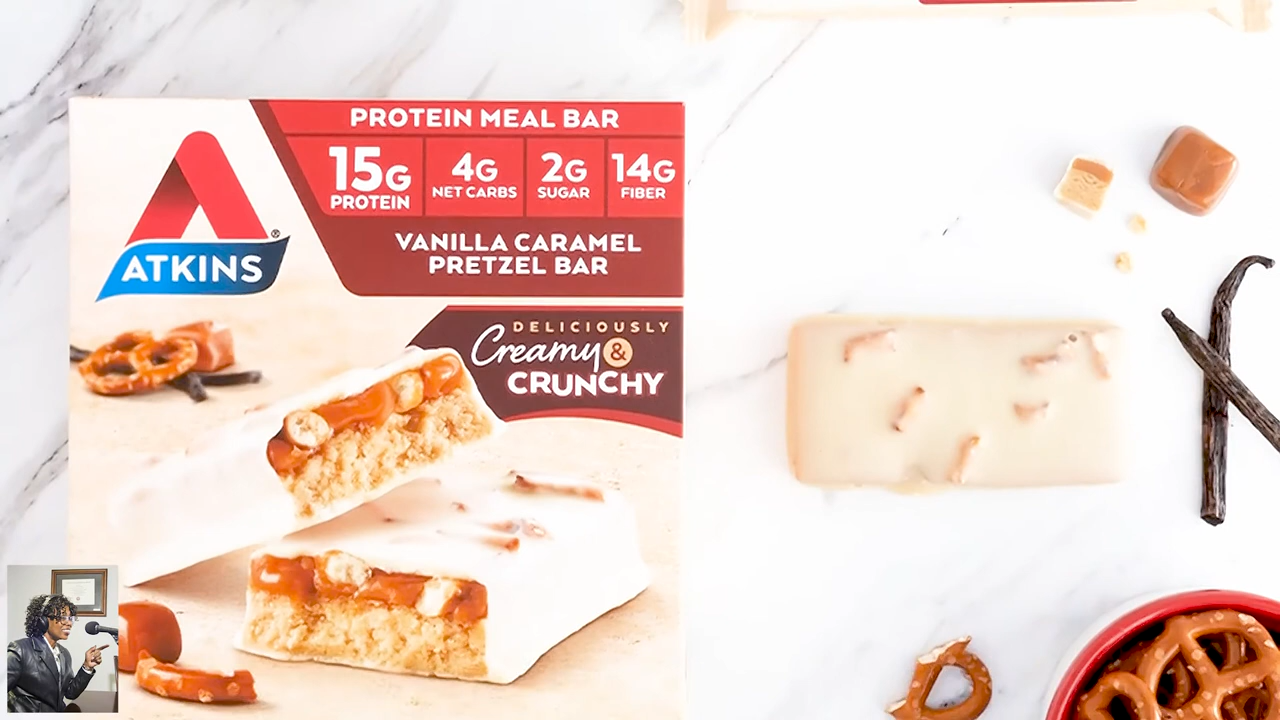 PROTEIN MEAL BAR
15G PROTEIN
4G NET CARBS
2G SUGAR
14G FIBER
ATKINS®
VANILLA CARAMEL
PRETZEL BAR
DELICIOUSLY
Creamy &
CRUNCHY